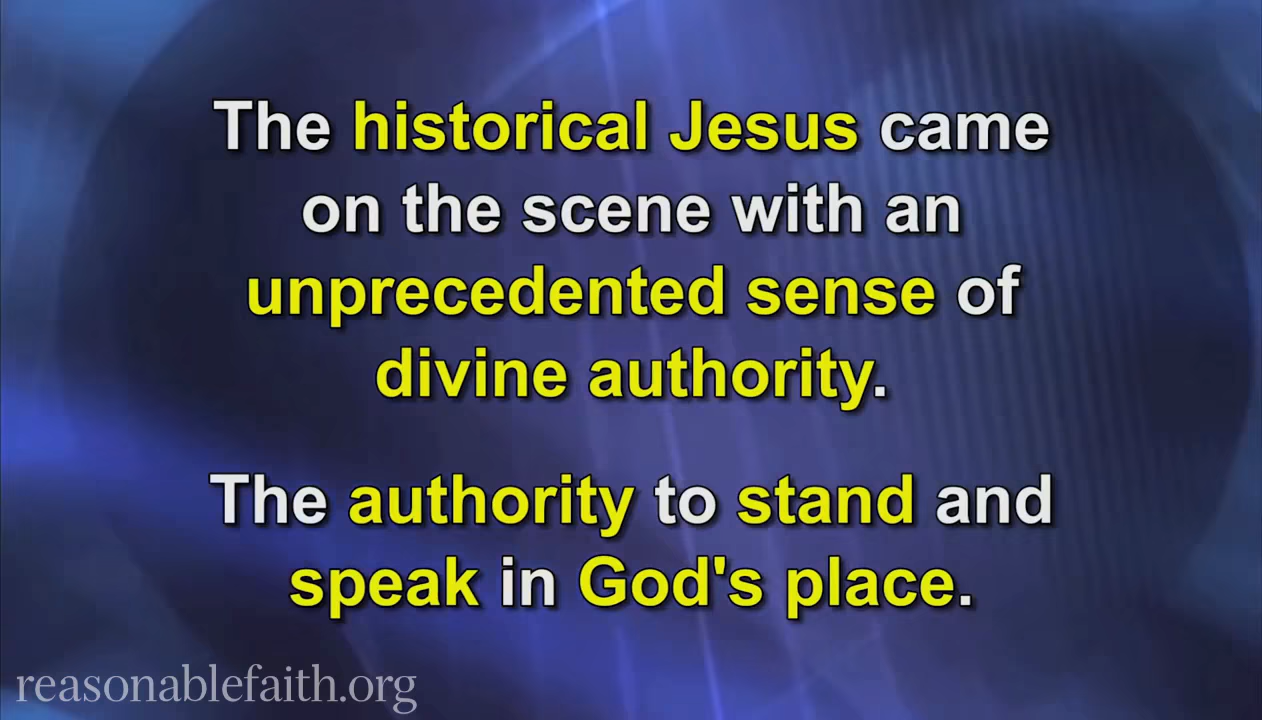 The historical Jesus came
on the scene with an
unprecedented sense of
divine authority.
The authority to stand and
speak in God's place.
reasonablefaith.org